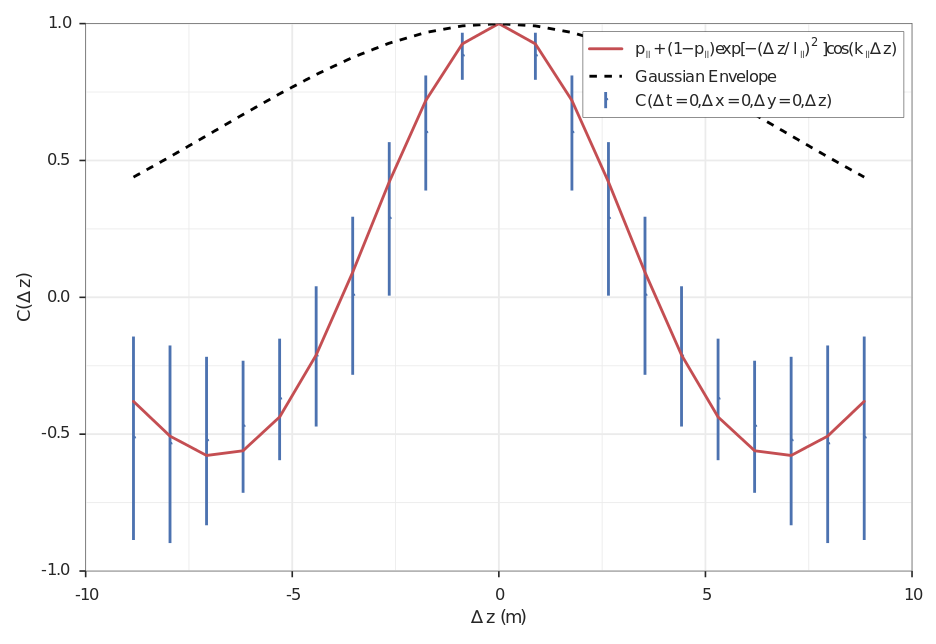 1.0
0.5
0.0
-0.5
-1.0
-10
-5
0
5
10
C(Δz)
Δz (m)
p∥+(1−p∥)exp[−(Δz/l∥)² ]cos(k∥Δz)
Gaussian Envelope
C(Δt=0,Δx=0,Δy=0,Δz)